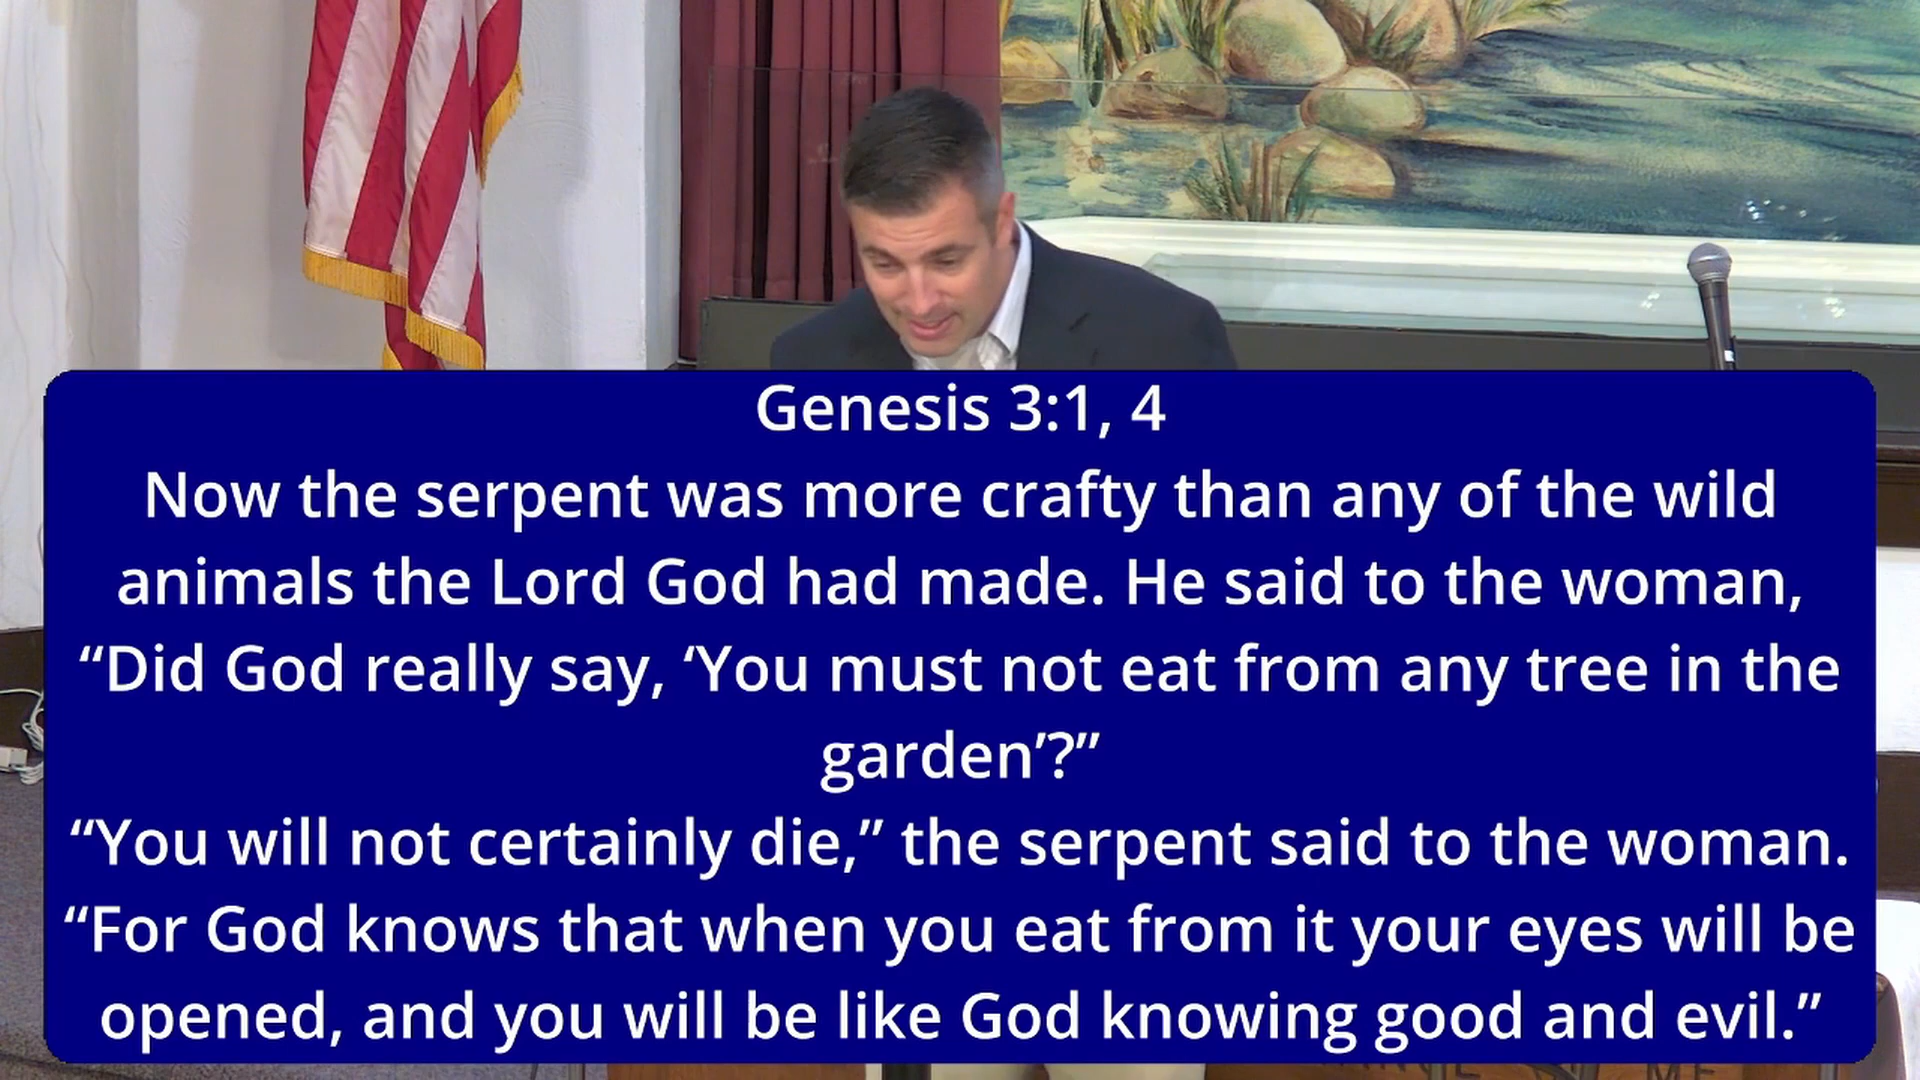 Genesis 3:1, 4
Now the serpent was more crafty than any of the wild
animals the Lord God had made. He said to the woman,
“Did God really say, ‘You must not eat from any tree in the
garden’?”
“You will not certainly die,” the serpent said to the woman.
“For God knows that when you eat from it your eyes will be
opened, and you will be like God knowing good and evil.”
ME